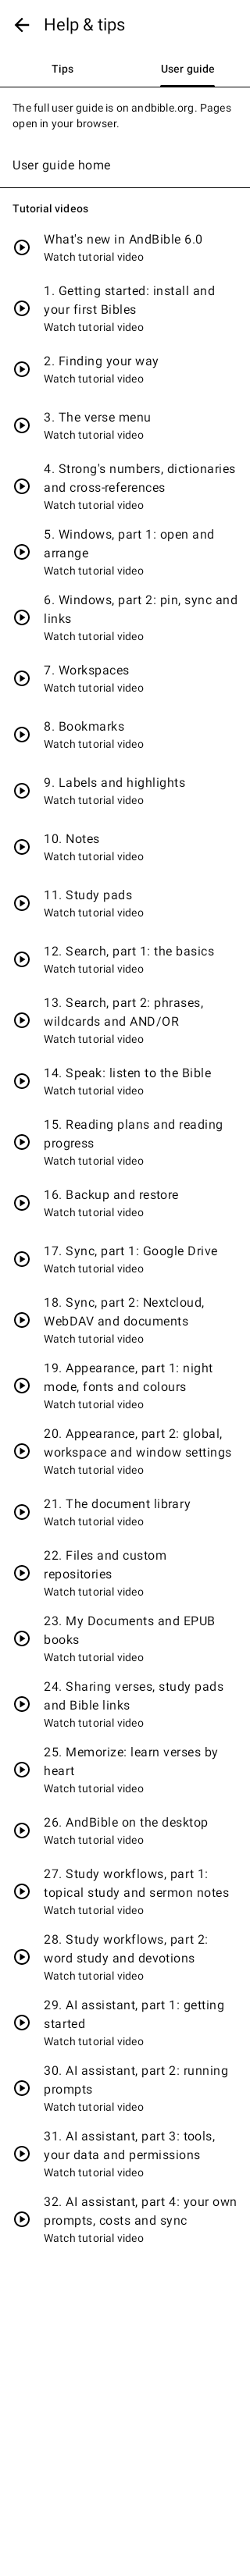 Help & tips
Tips
User guide
The full user guide is on andbible.org. Pages
open in your browser.
User guide home
Tutorial videos
What's new in AndBible 6.0
Watch tutorial video
1. Getting started: install and
your first Bibles
Watch tutorial video
2. Finding your way
Watch tutorial video
3. The verse menu
Watch tutorial video
4. Strong's numbers, dictionaries
and cross-references
Watch tutorial video
5. Windows, part 1: open and
arrange
Watch tutorial video
6. Windows, part 2: pin, sync and
links
Watch tutorial video
7. Workspaces
Watch tutorial video
8. Bookmarks
Watch tutorial video
9. Labels and highlights
Watch tutorial video
10. Notes
Watch tutorial video
11. Study pads
Watch tutorial video
12. Search, part 1: the basics
Watch tutorial video
13. Search, part 2: phrases,
wildcards and AND/OR
Watch tutorial video
14. Speak: listen to the Bible
Watch tutorial video
15. Reading plans and reading
progress
Watch tutorial video
16. Backup and restore
Watch tutorial video
17. Sync, part 1: Google Drive
Watch tutorial video
18. Sync, part 2: Nextcloud,
WebDAV and documents
Watch tutorial video
19. Appearance, part 1: night
mode, fonts and colours
Watch tutorial video
20. Appearance, part 2: global,
workspace and window settings
Watch tutorial video
21. The document library
Watch tutorial video
22. Files and custom
repositories
Watch tutorial video
23. My Documents and EPUB
books
Watch tutorial video
24. Sharing verses, study pads
and Bible links
Watch tutorial video
25. Memorize: learn verses by
heart
Watch tutorial video
26. AndBible on the desktop
Watch tutorial video
27. Study workflows, part 1:
topical study and sermon notes
Watch tutorial video
28. Study workflows, part 2:
word study and devotions
Watch tutorial video
29. AI assistant, part 1: getting
started
Watch tutorial video
30. AI assistant, part 2: running
prompts
Watch tutorial video
31. AI assistant, part 3: tools,
your data and permissions
Watch tutorial video
32. AI assistant, part 4: your own
prompts, costs and sync
Watch tutorial video